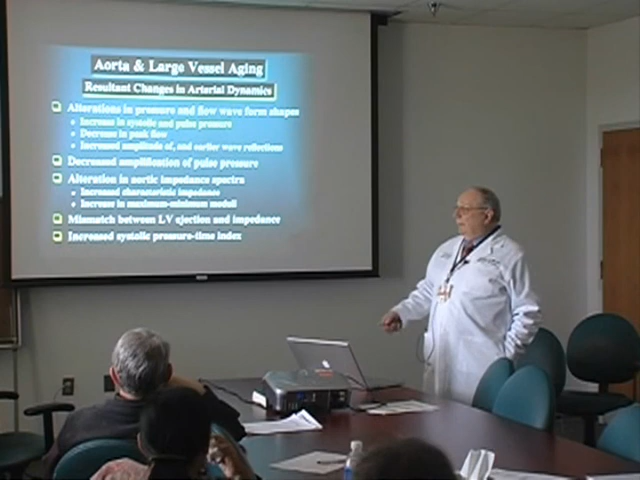 Aorta & Large Vessel Aging
Resultant Changes in Arterial Dynamics
Alterations in pressure and flow wave form shapes
Increase in systolic and pulse pressure
Decrease in peak flow
Increased amplitude of, and earlier wave reflections
Decreased amplification of pulse pressure
Alteration in aortic impedance spectra
Increased characteristic impedance
Increase in maximum-minimum moduli
Mismatch between LV ejection and impedance
Increased systolic pressure-time index